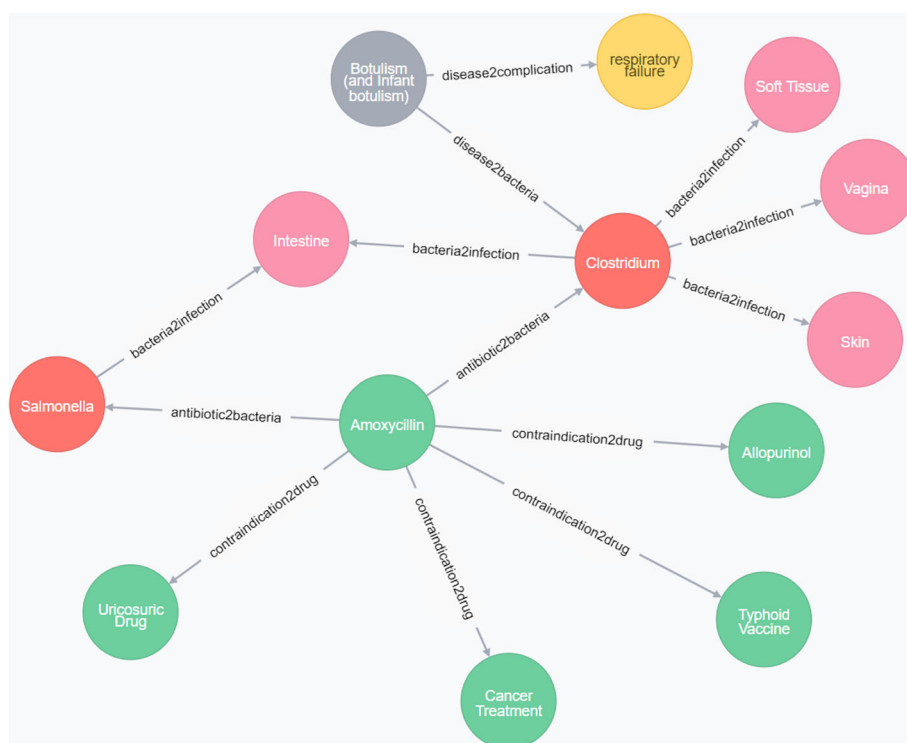 Botulism
(and Infant
botulism)
disease2complication
respiratory
failure
Soft Tissue
disease2bacteria
bacteria2infection
Vagina
bacteria2infection
Intestine
bacteria2infection
Clostridium
bacteria2infection
Skin
bacteria2infection
antibiotic2bacteria
Salmonella
antibiotic2bacteria
Amoxycillin
contraindication2drug
Allopurinol
contraindication2drug
contraindication2drug
contraindication2drug
Uricosuric
Drug
Typhoid
Vaccine
Cancer
Treatment